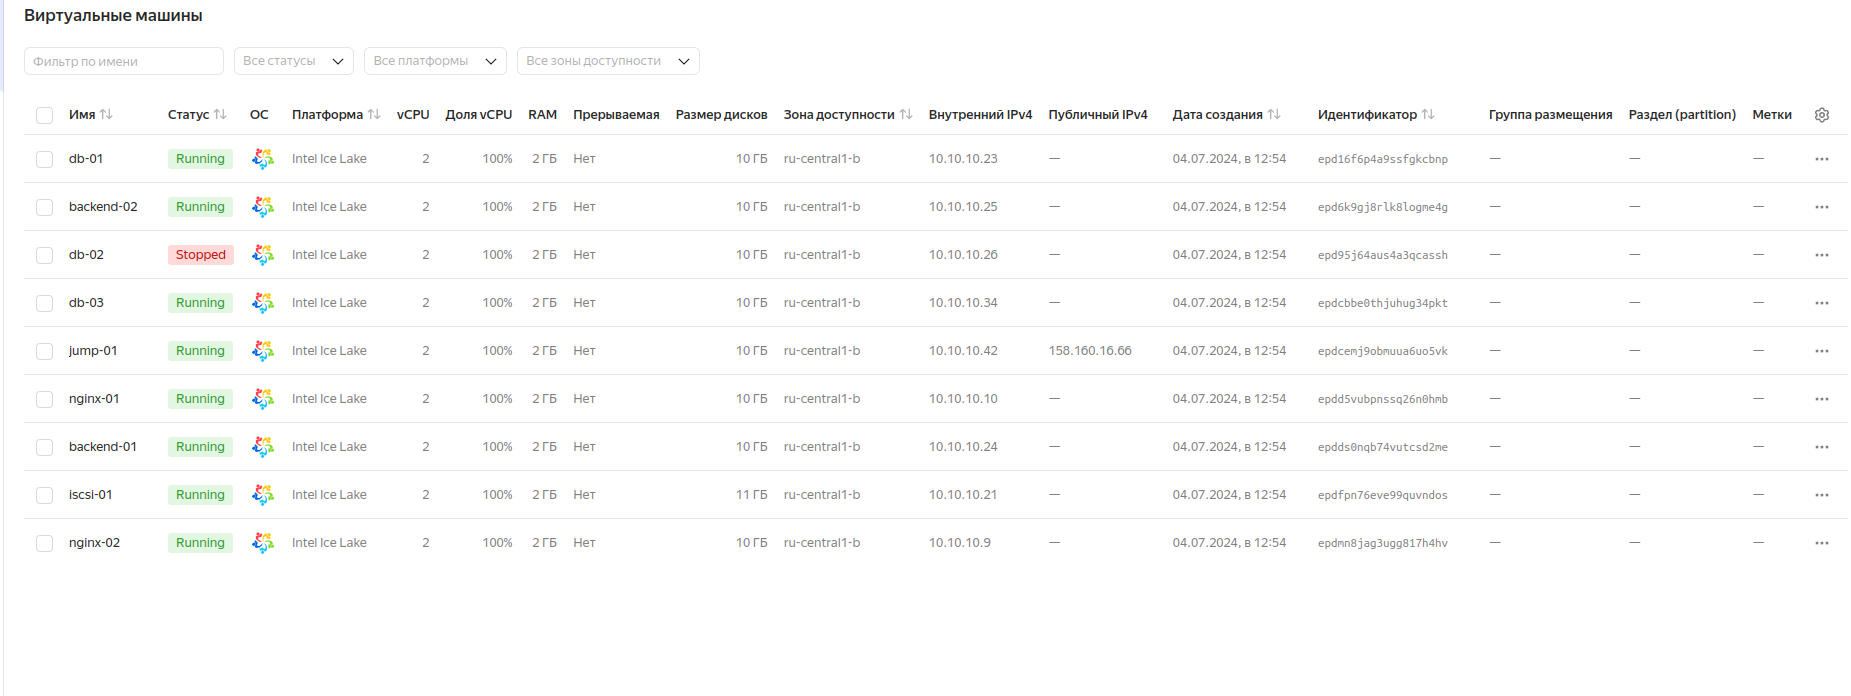 Виртуальные машины
Фильтр по имени Все статусы Все платформы Все зоны доступности
Имя Статус ОС Платформа vCPU Доля vCPU RAM Прерываемая Размер дисков Зона доступности Внутренний IPv4 Публичный IPv4 Дата создания Идентификатор Группа размещения Раздел (partition) Метки
db-01 Running Intel Ice Lake 2 100% 2 ГБ Нет 10 ГБ ru-central1-b 10.10.10.23 — 04.07.2024, в 12:54 epd16f6p4a9ssfgkcbnp — — —
backend-02 Running Intel Ice Lake 2 100% 2 ГБ Нет 10 ГБ ru-central1-b 10.10.10.25 — 04.07.2024, в 12:54 epd6k9gj8rlk8logme4g — — —
db-02 Stopped Intel Ice Lake 2 100% 2 ГБ Нет 10 ГБ ru-central1-b 10.10.10.26 — 04.07.2024, в 12:54 epd95j64aus4a3qcassh — — —
db-03 Running Intel Ice Lake 2 100% 2 ГБ Нет 10 ГБ ru-central1-b 10.10.10.34 — 04.07.2024, в 12:54 epdcbbe0thjuhug34pkt — — —
jump-01 Running Intel Ice Lake 2 100% 2 ГБ Нет 10 ГБ ru-central1-b 10.10.10.42 158.160.16.66 04.07.2024, в 12:54 epdcemj9obmuua6uo5vk — — —
nginx-01 Running Intel Ice Lake 2 100% 2 ГБ Нет 10 ГБ ru-central1-b 10.10.10.10 — 04.07.2024, в 12:54 epdd5vubpnssq26n0hmb — — —
backend-01 Running Intel Ice Lake 2 100% 2 ГБ Нет 10 ГБ ru-central1-b 10.10.10.24 — 04.07.2024, в 12:54 epdds0nqb74vutcsd2me — — —
iscsi-01 Running Intel Ice Lake 2 100% 2 ГБ Нет 11 ГБ ru-central1-b 10.10.10.21 — 04.07.2024, в 12:54 epdfpn76eve99quvndos — — —
nginx-02 Running Intel Ice Lake 2 100% 2 ГБ Нет 10 ГБ ru-central1-b 10.10.10.9 — 04.07.2024, в 12:54 epdmn8jag3ugg817h4hv — — —